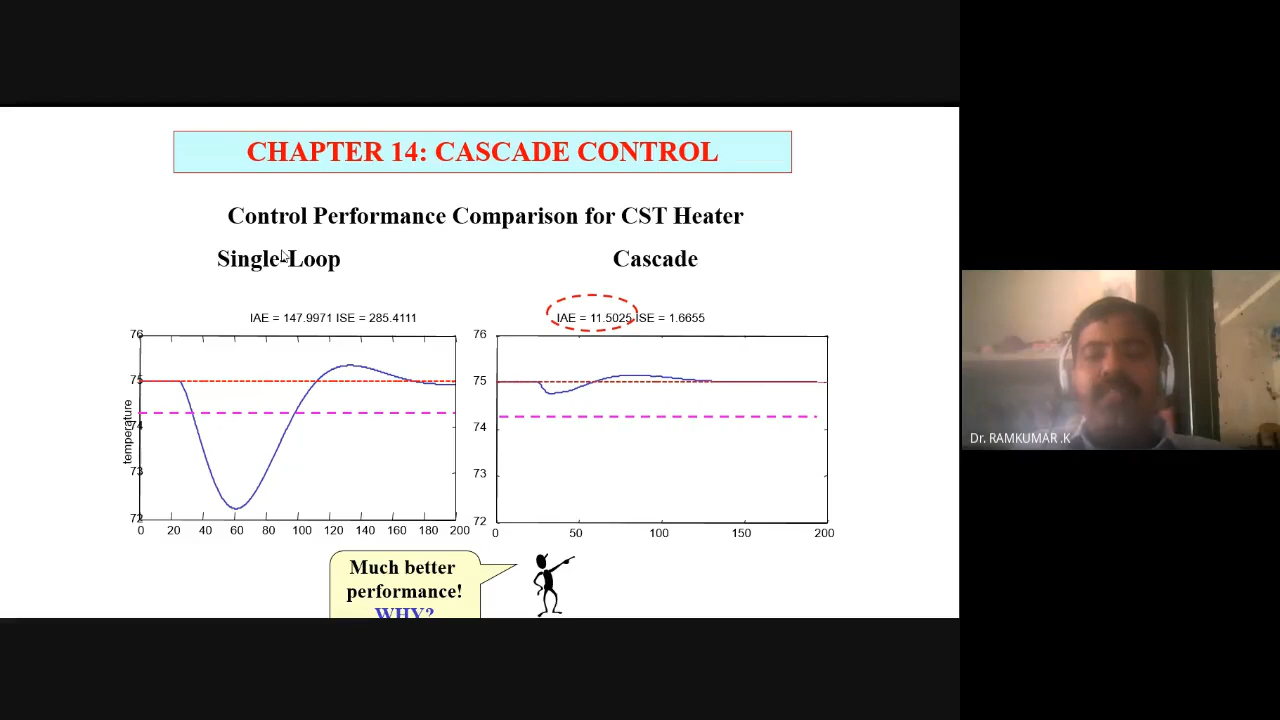 CHAPTER 14: CASCADE CONTROL
Control Performance Comparison for CST Heater
Single-Loop
Cascade
IAE = 147.9971 ISE = 285.4111
IAE = 11.5025 ISE = 1.6655
temperature
76
75
74
73
72
0 20 40 60 80 100 120 140 160 180 200
76
75
74
73
72
0 50 100 150 200
Much better
performance!
WHY?
Dr. RAMKUMAR .K